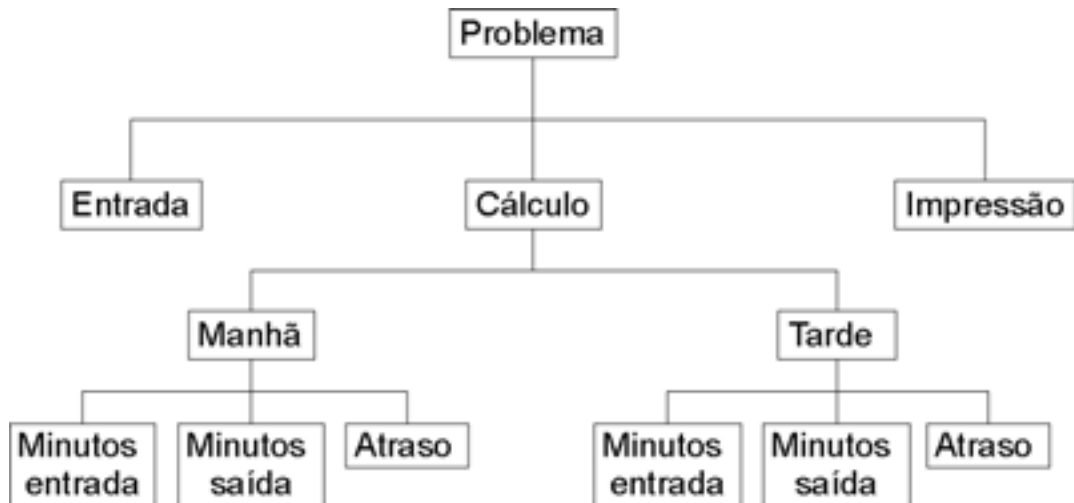 Problema
Entrada
Cálculo
Impressão
Manhã
Tarde
Minutos
entrada
Minutos
saída
Atraso
Minutos
entrada
Minutos
saída
Atraso